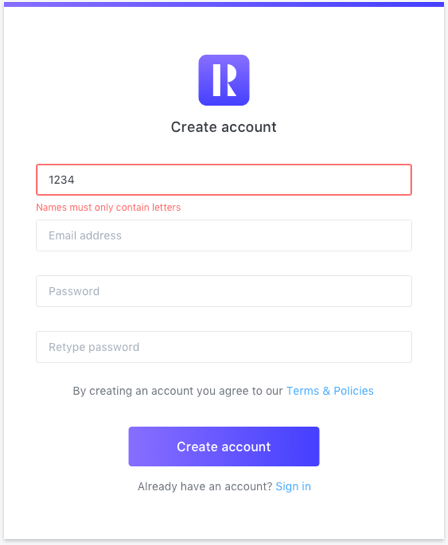 R
Create account
1234
Names must only contain letters
Email address
Password
Retype password
By creating an account you agree to our Terms & Policies
Create account
Already have an account? Sign in